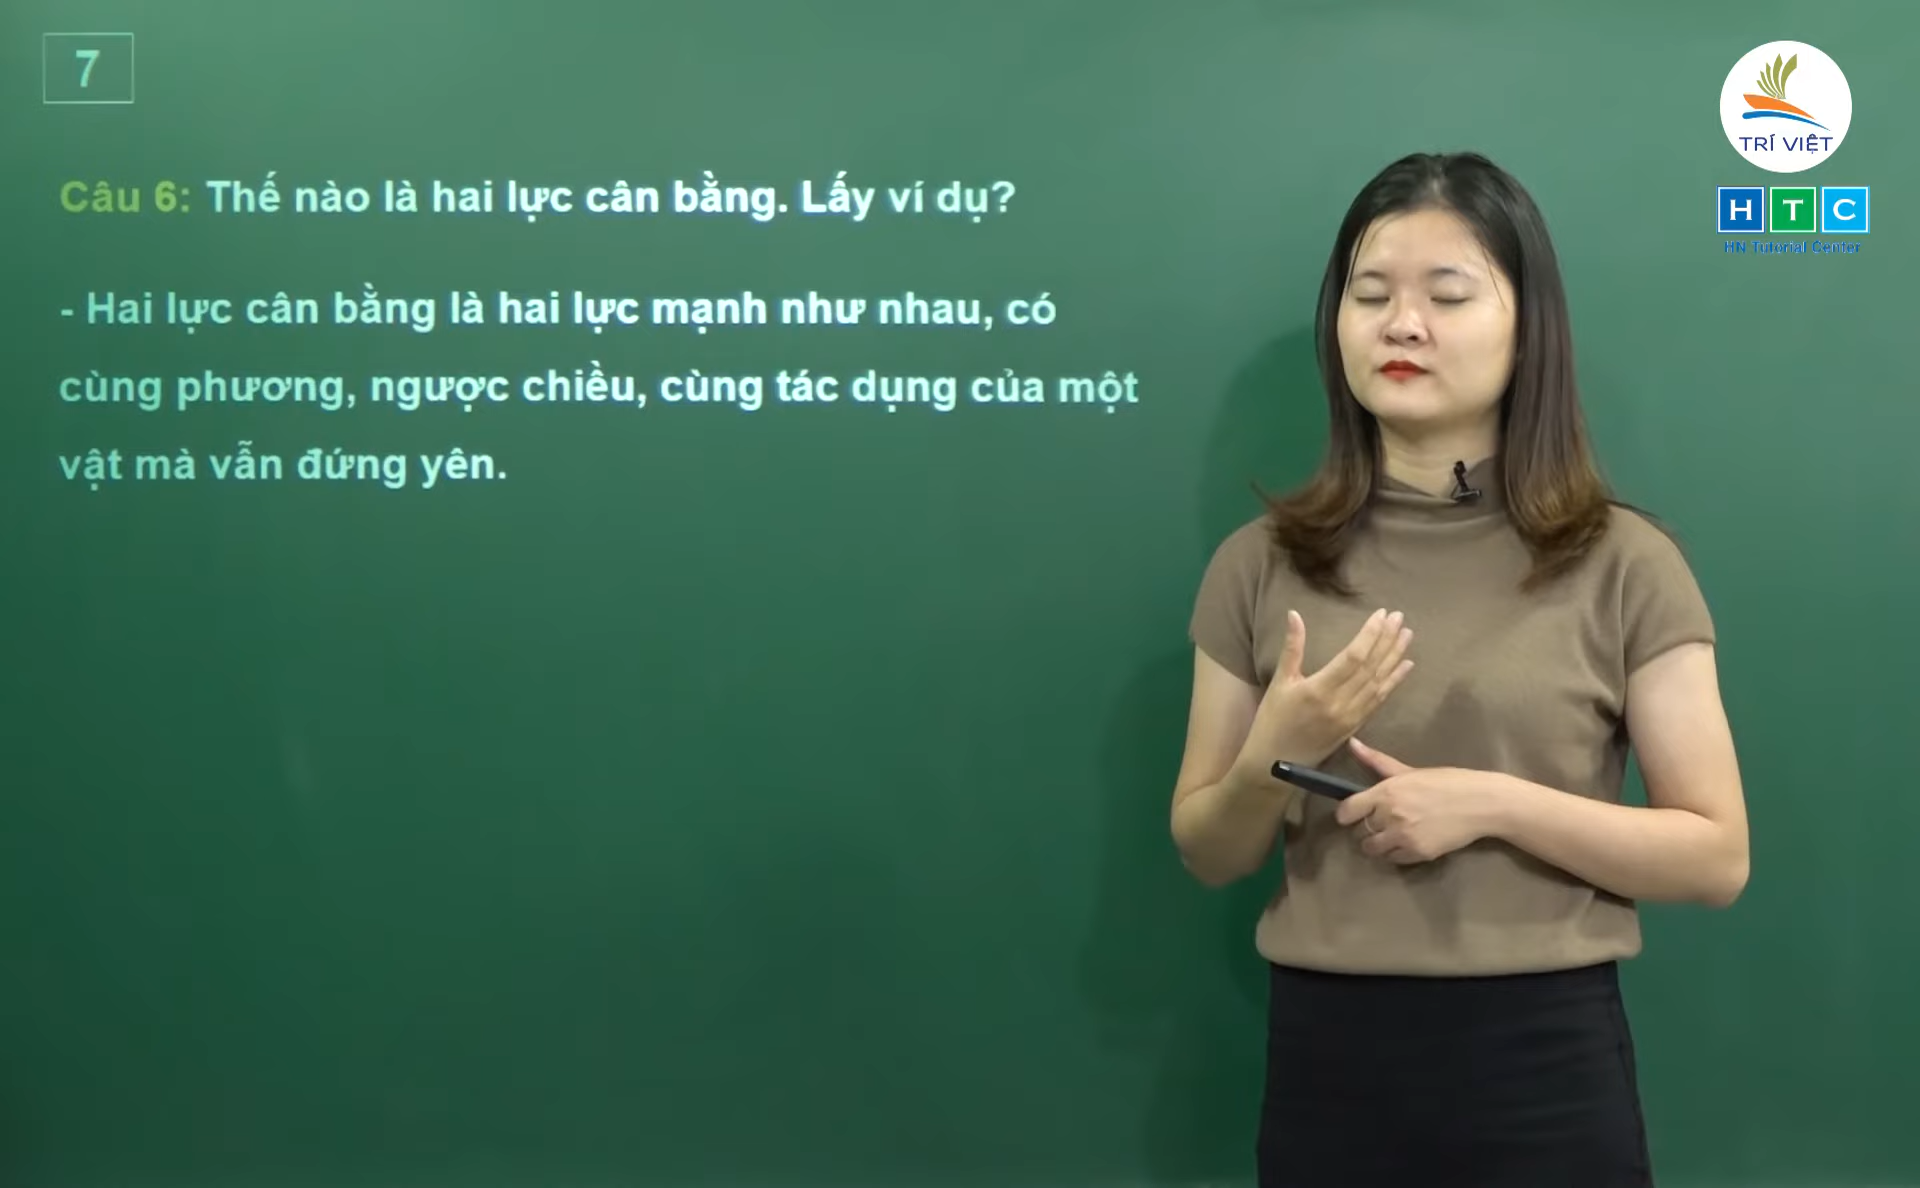 7
TRÍ VIỆT
Câu 6: Thế nào là hai lực cân bằng. Lấy ví dụ?
H T C
HN Tutorial Center
- Hai lực cân bằng là hai lực mạnh như nhau, có
cùng phương, ngược chiều, cùng tác dụng của một
vật mà vẫn đứng yên.